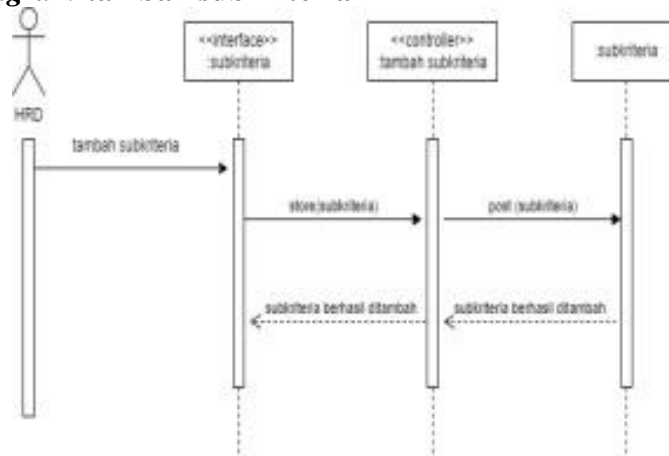 <<interface>>
:subkriteria
<<controller>>
:tambah subkriteria
:subkriteria
HRD
tambah subkriteria
store(subkriteria)
post (subkriteria)
subkriteria berhasil ditambah
subkriteria berhasil ditambah